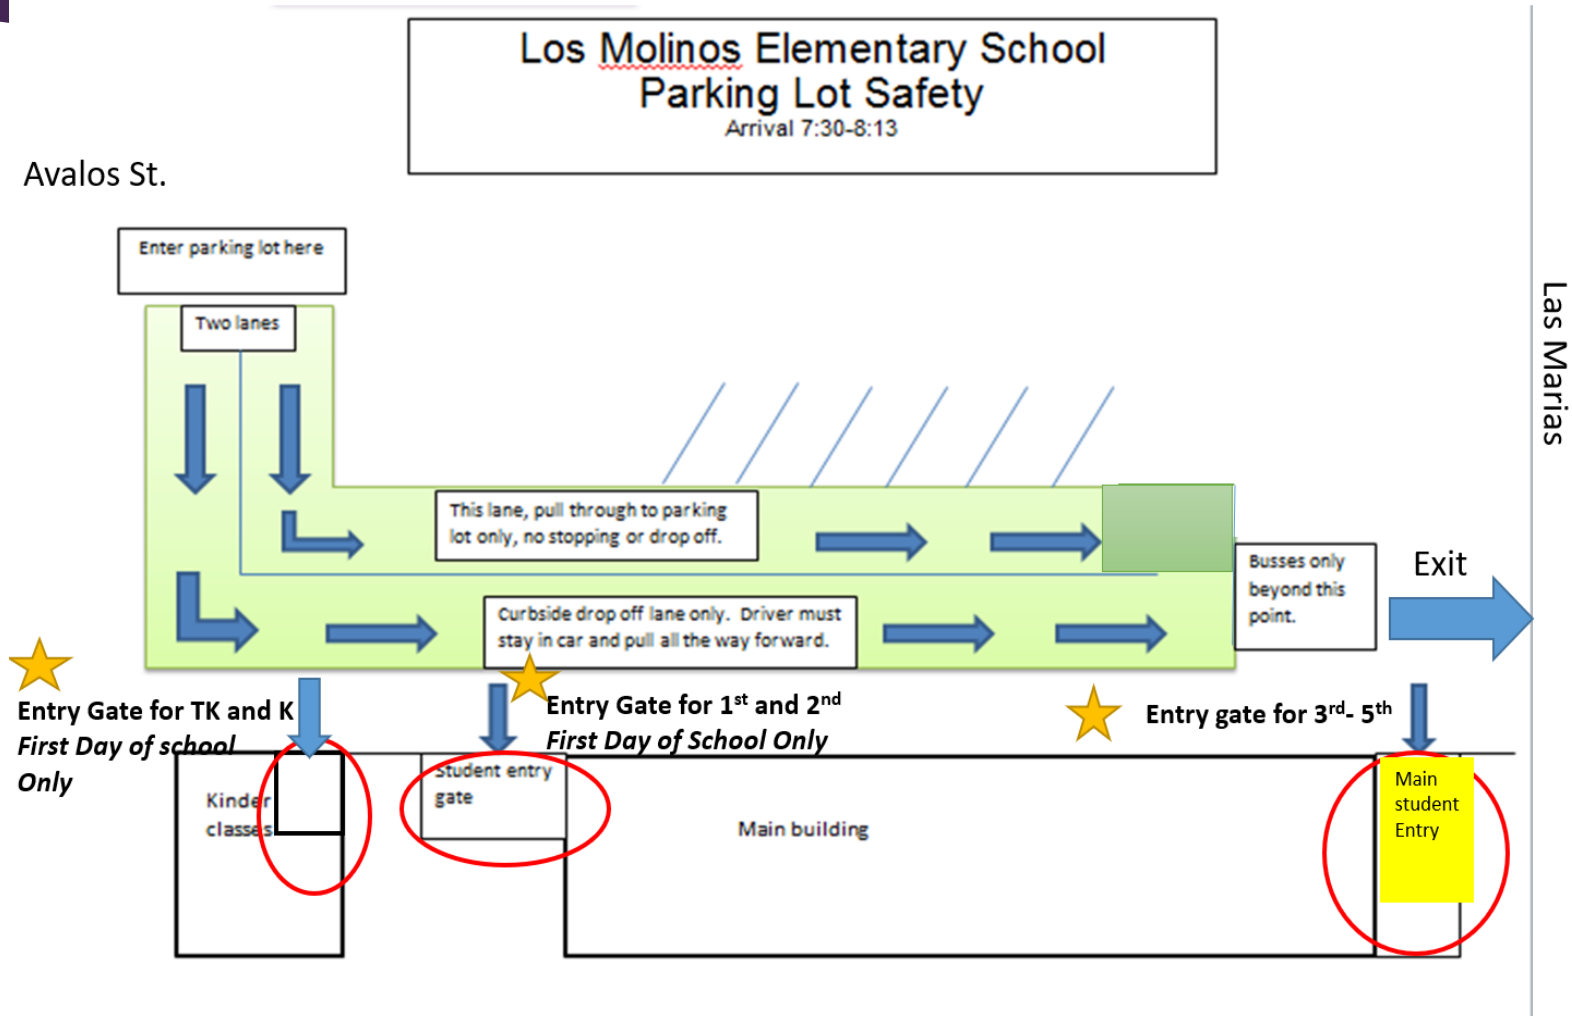 Los Molinos Elementary School
Parking Lot Safety
Arrival 7:30-8:13
Avalos St.
Enter parking lot here
Two lanes
Las Marias
This lane, pull through to parking
lot only, no stopping or drop off.
Busses only
beyond this
point.
Exit
Curbside drop off lane only. Driver must
stay in car and pull all the way forward.
Entry Gate for TK and K
First Day of school
Only
Entry Gate for 1st and 2nd
First Day of School Only
Entry gate for 3rd- 5th
Kinder
classes
Student entry
gate
Main building
Main
student
Entry